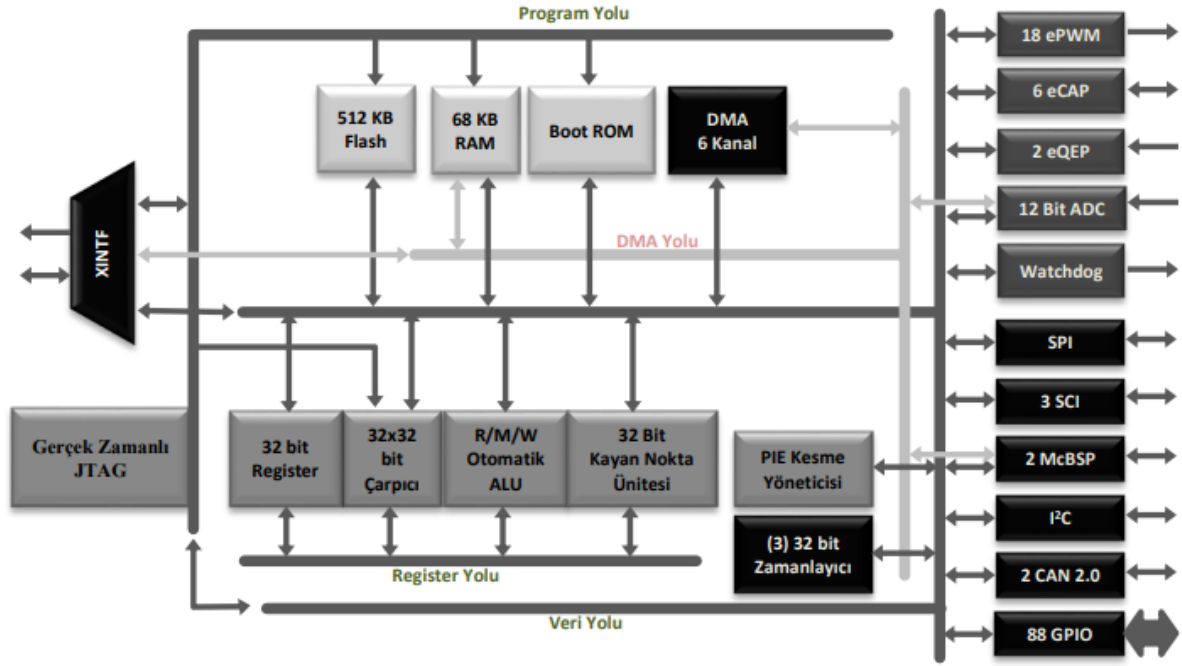 Program Yolu
18 ePWM
6 eCAP
512 KB
Flash
68 KB
RAM
Boot ROM
DMA
6 Kanal
2 eQEP
12 Bit ADC
XINTF
DMA Yolu
Watchdog
SPI
3 SCI
Gerçek Zamanlı
JTAG
32 bit
Register
32x32
bit
Çarpıcı
R/M/W
Otomatik
ALU
32 Bit
Kayan Nokta
Ünitesi
PIE Kesme
Yöneticisi
2 McBSP
I²C
(3) 32 bit
Zamanlayıcı
Register Yolu
2 CAN 2.0
Veri Yolu
88 GPIO